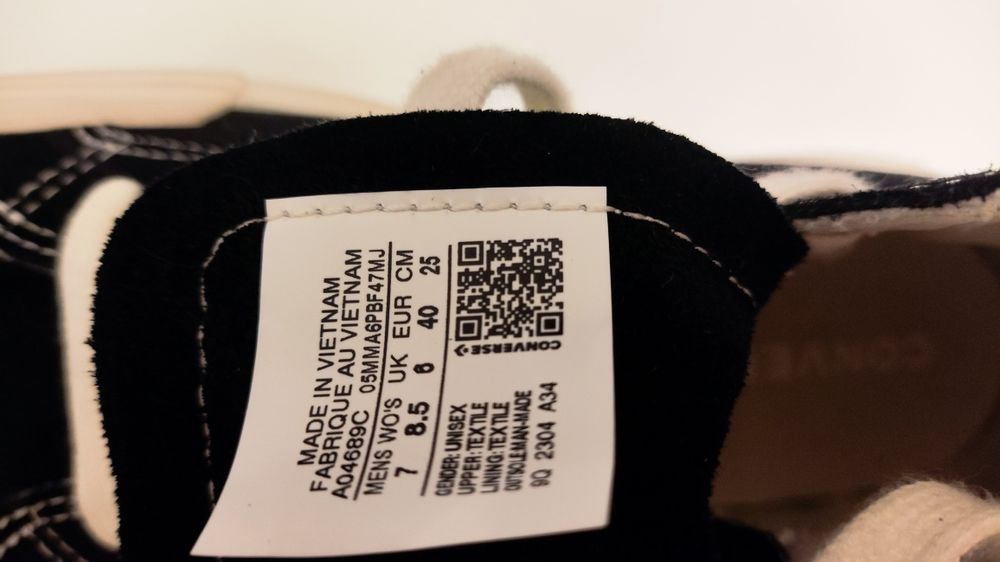 MADE IN VIETNAM
FABRIQUE AU VIETNAM
A04689C 05MMA6PBF47MJ
MENS WO'S UK EUR CM
7 8.5 6 40 25
GENDER: UNISEX
UPPER: TEXTILE
LINING: TEXTILE
OUTSOLE: MAN-MADE
9Q 2304 A34
CONVERSE
CONVERSE